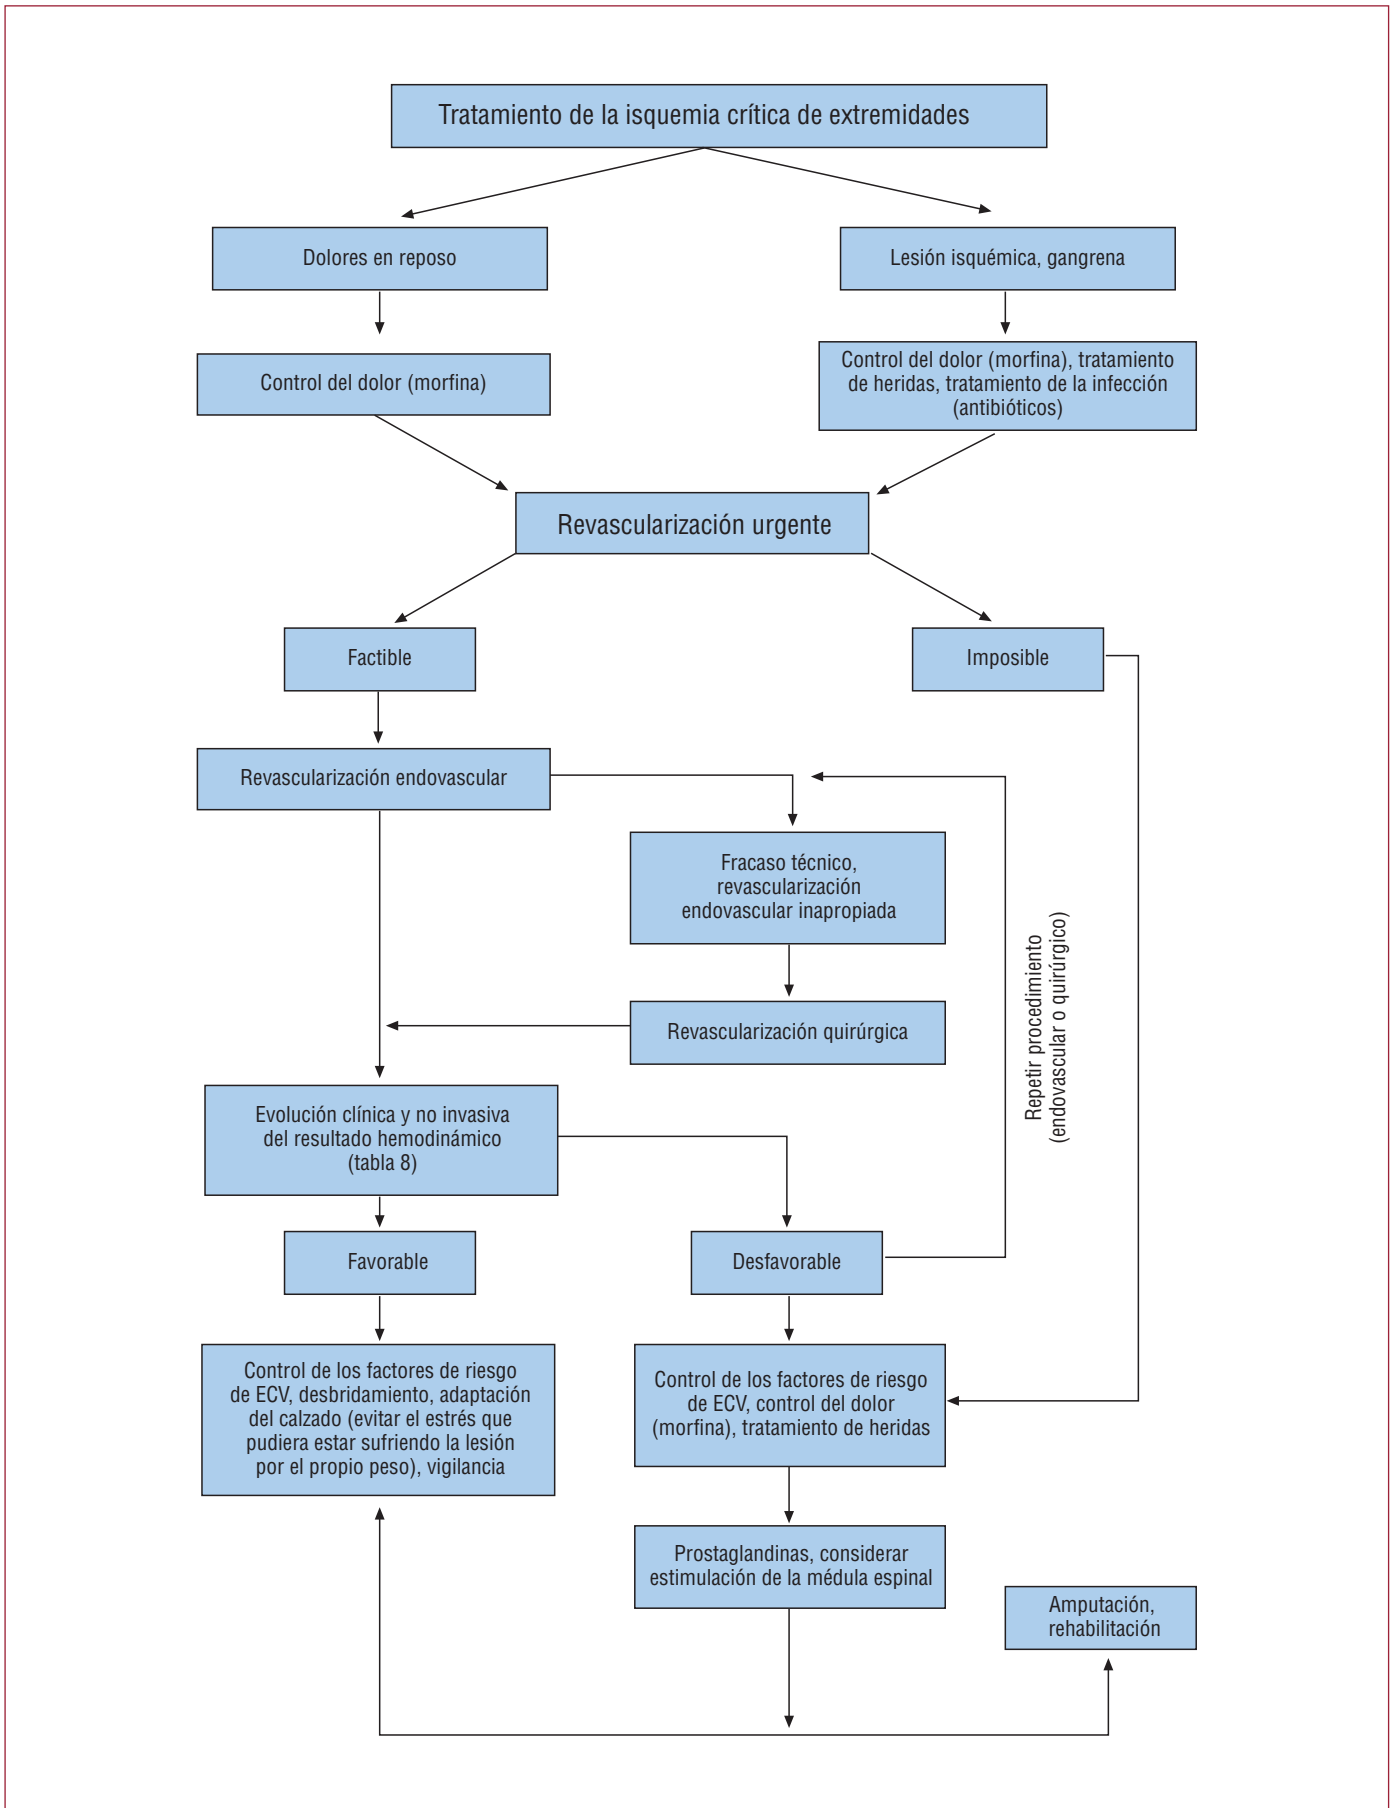 Tratamiento de la isquemia crítica de extremidades
Dolores en reposo
Lesión isquémica, gangrena
Control del dolor (morfina)
Control del dolor (morfina), tratamiento
de heridas, tratamiento de la infección
(antibióticos)
Revascularización urgente
Factible
Imposible
Revascularización endovascular
Fracaso técnico,
revascularización
endovascular inapropiada
Revascularización quirúrgica
Repetir procedimiento
(endovascular o quirúrgico)
Evolución clínica y no invasiva
del resultado hemodinámico
(tabla 8)
Favorable
Desfavorable
Control de los factores de riesgo
de ECV, desbridamiento, adaptación
del calzado (evitar el estrés que
pudiera estar sufriendo la lesión
por el propio peso), vigilancia
Control de los factores de riesgo
de ECV, control del dolor
(morfina), tratamiento de heridas
Prostaglandinas, considerar
estimulación de la médula espinal
Amputación,
rehabilitación